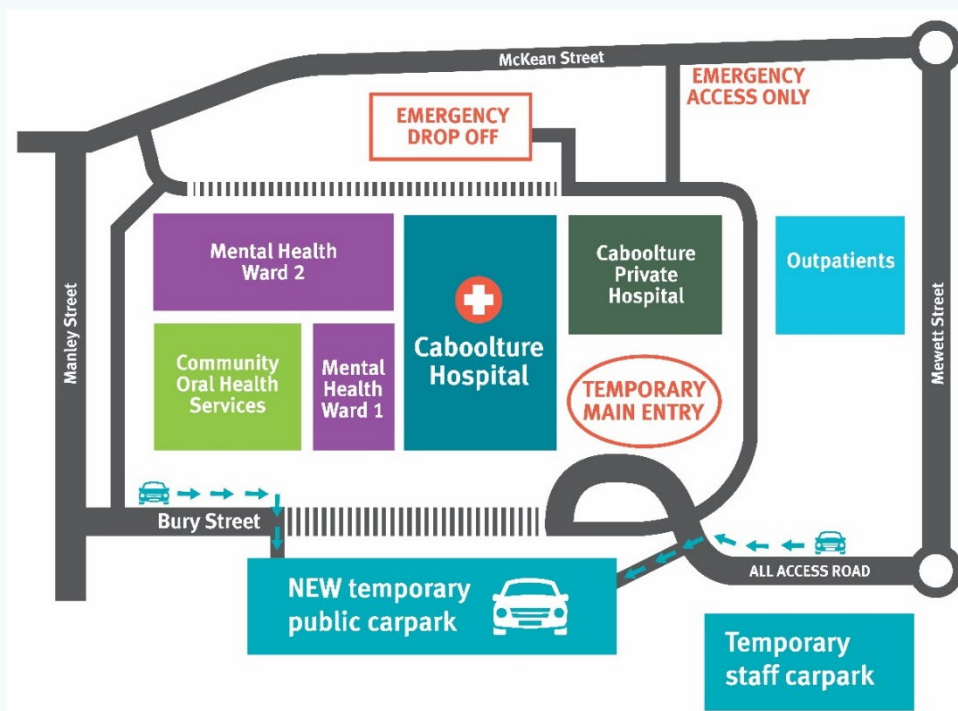 McKean Street
EMERGENCY
ACCESS ONLY
EMERGENCY
DROP OFF
Manley Street
Mental Health
Ward 2
Caboolture
Hospital
Caboolture
Private
Hospital
Outpatients
Mewett Street
Community
Oral Health
Services
Mental
Health
Ward 1
TEMPORARY
MAIN ENTRY
Bury Street
ALL ACCESS ROAD
NEW temporary
public carpark
Temporary
staff carpark